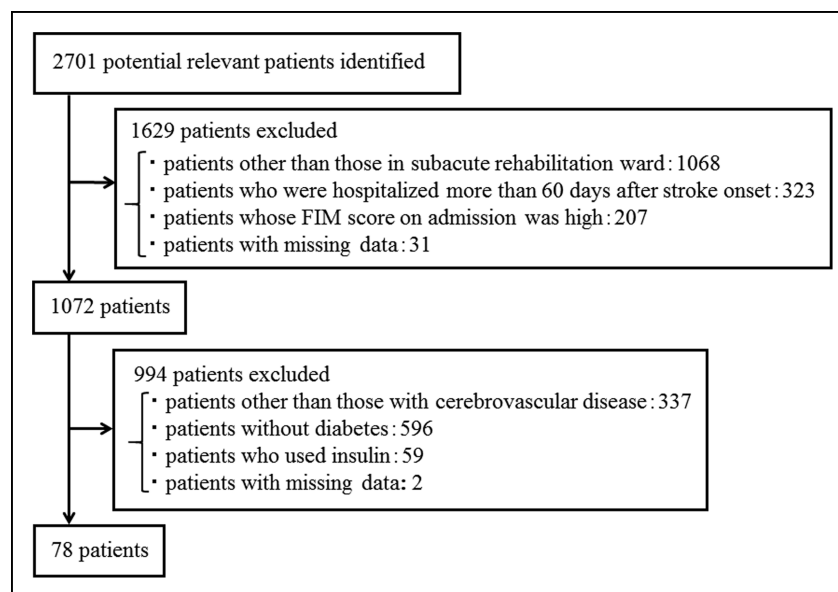 2701 potential relevant patients identified
1629 patients excluded
・patients other than those in subacute rehabilitation ward:1068
・patients who were hospitalized more than 60 days after stroke onset:323
・patients whose FIM score on admission was high:207
・patients with missing data:31
1072 patients
994 patients excluded
・patients other than those with cerebrovascular disease:337
・patients without diabetes:596
・patients who used insulin:59
・patients with missing data: 2
78 patients